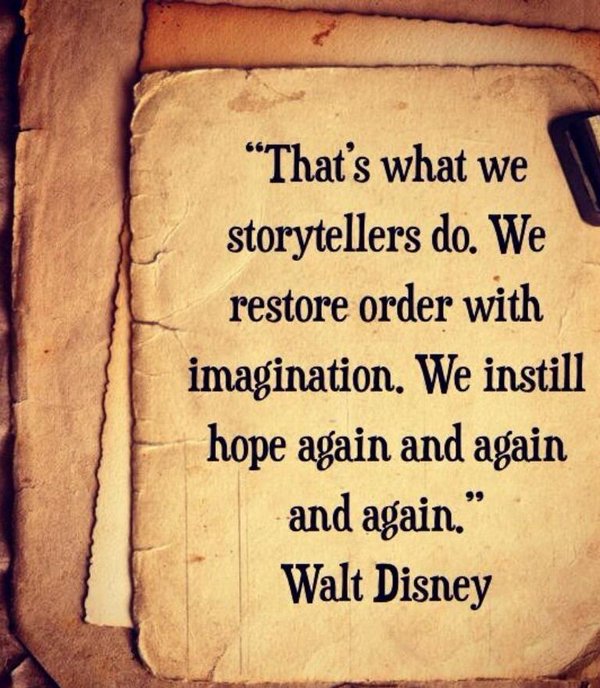 “That’s what we
storytellers do. We
restore order with
imagination. We instill
hope again and again
and again.”
Walt Disney